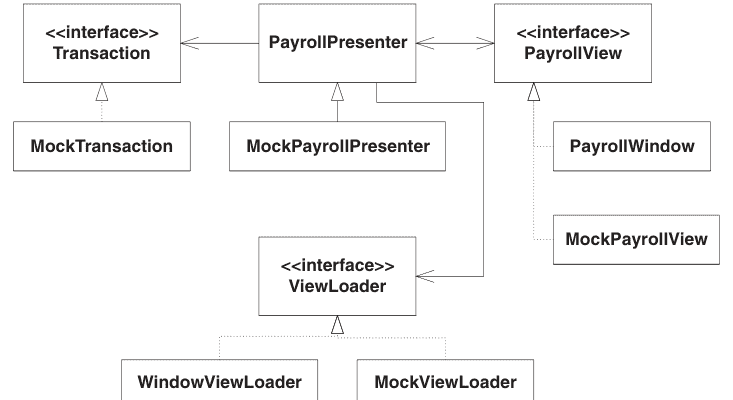 <<interface>>
Transaction
PayrollPresenter
<<interface>>
PayrollView
MockTransaction
MockPayrollPresenter
PayrollWindow
MockPayrollView
<<interface>>
ViewLoader
WindowViewLoader
MockViewLoader